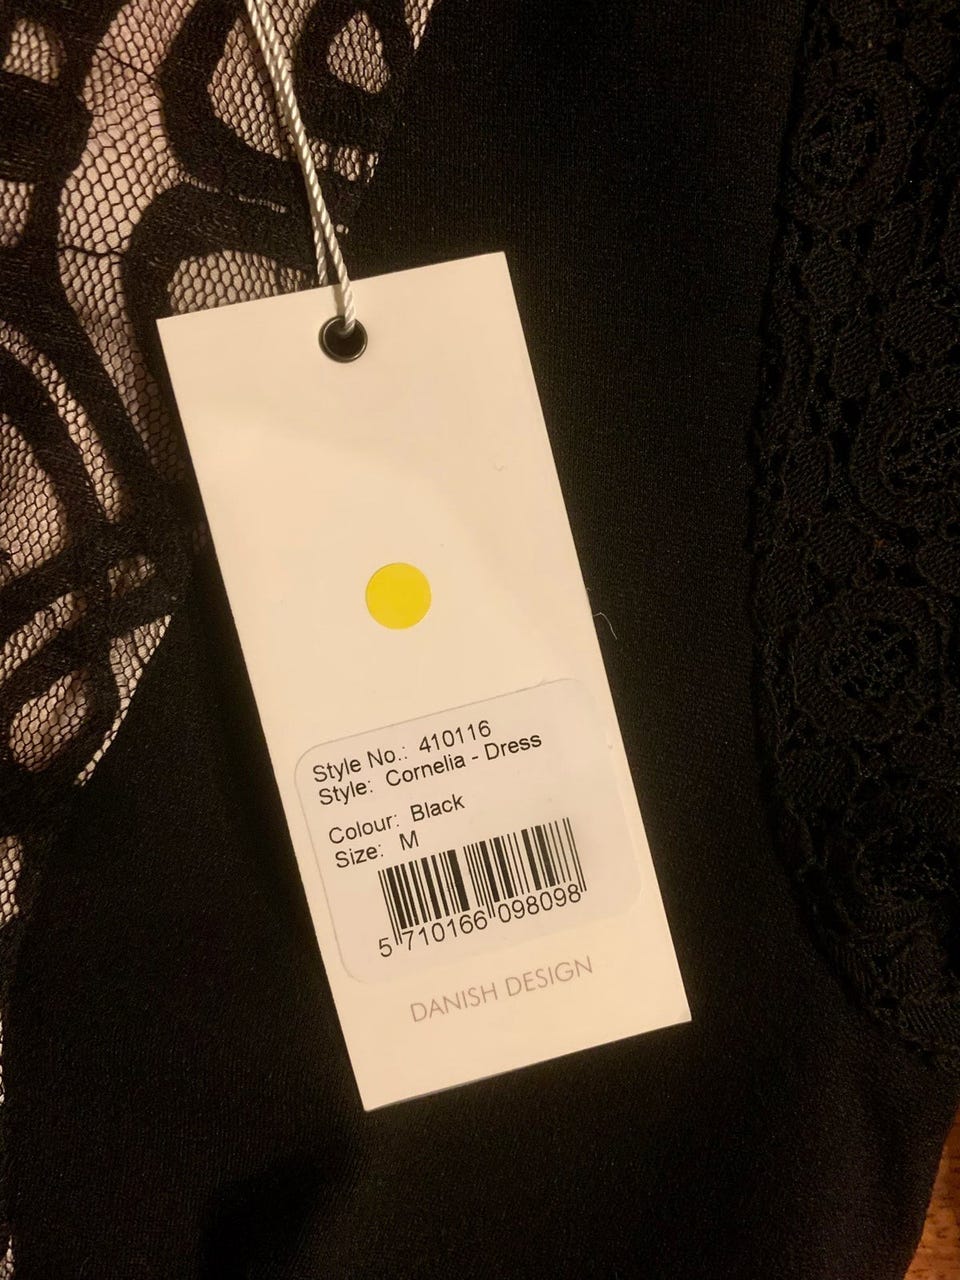 Style No.: 410116
Style: Cornelia - Dress
Colour: Black
Size: M
5 710166 098098
DANISH DESIGN